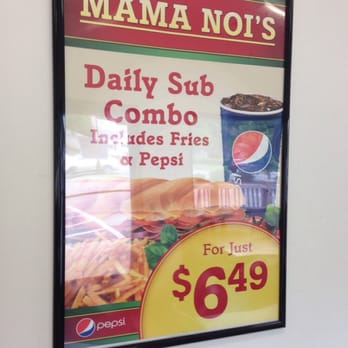 MAMA NOI'S
Daily Sub
Combo
Includes Fries
& Pepsi
For Just
$6 49
pepsi